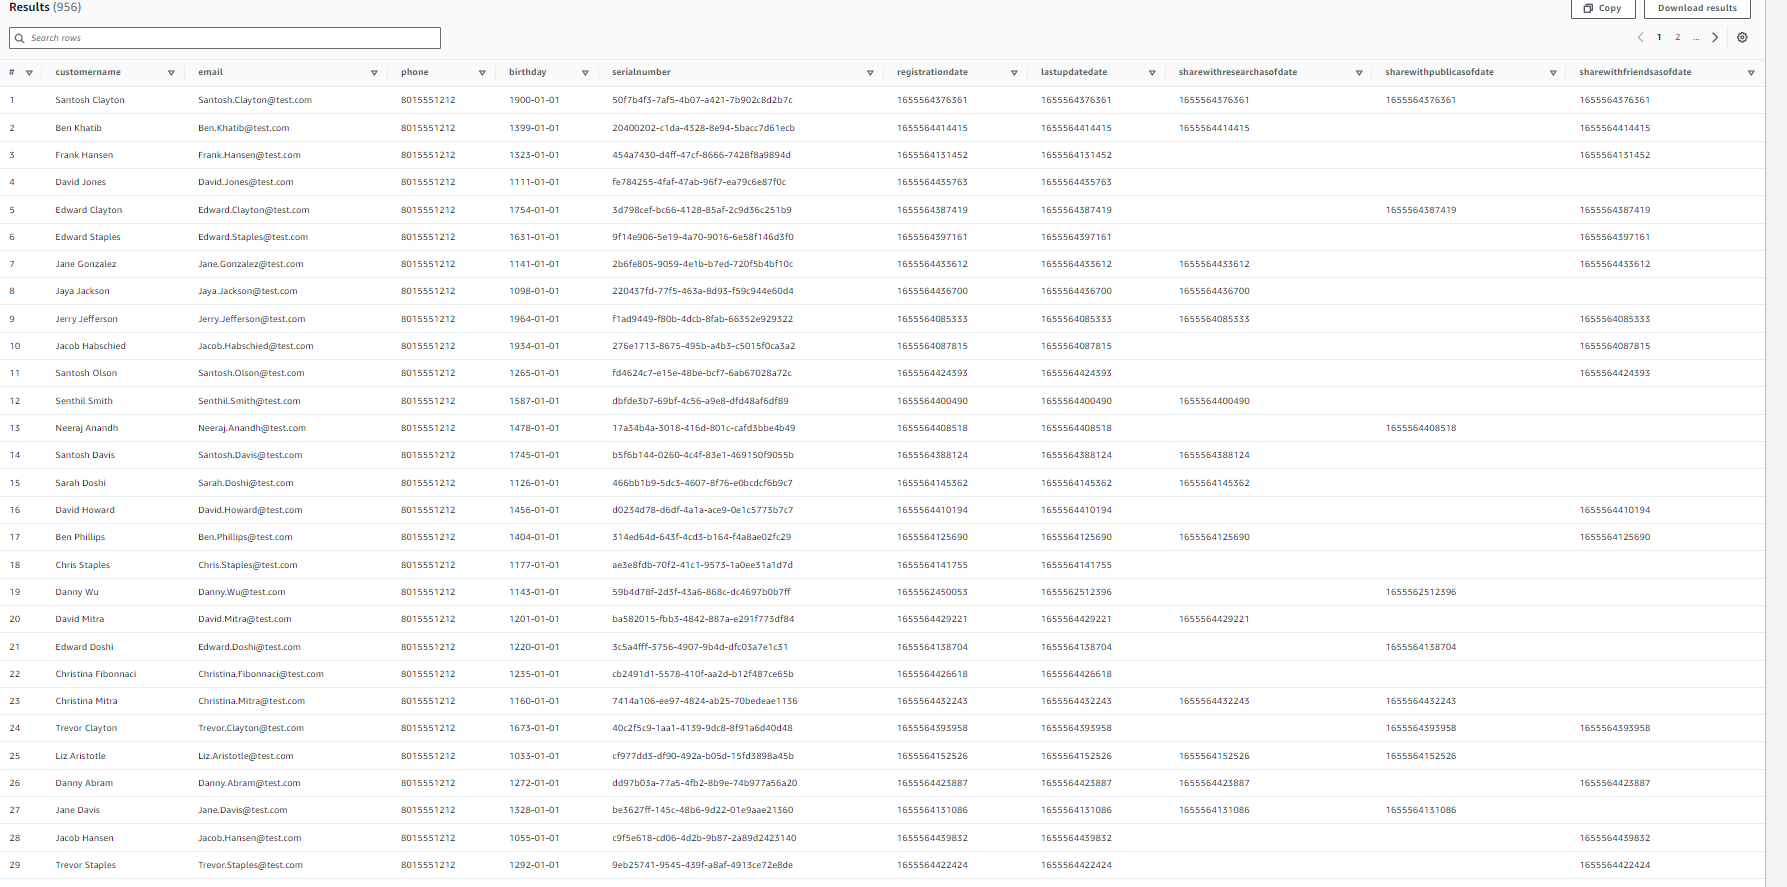 Results (956)
Copy Download results
Search rows
1 2 ...
# customername email phone birthday serialnumber registrationdate lastupdatedate sharewithresearchasofdate sharewithpublicasofdate sharewithfriendsasofdate
1 Santosh Clayton Santosh.Clayton@test.com 8015551212 1900-01-01 50f7b4f3-7af5-4b07-a421-7b902c8d2b7c 1655564376361 1655564376361 1655564376361 1655564376361 1655564376361
2 Ben Khatib Ben.Khatib@test.com 8015551212 1399-01-01 20400202-c1da-4328-8e94-5bacc7d61ecb 1655564414415 1655564414415 1655564414415 1655564414415
3 Frank Hansen Frank.Hansen@test.com 8015551212 1323-01-01 454a7430-d4ff-47cf-8666-7428f8a9894d 1655564131452 1655564131452 1655564131452
4 David Jones David.Jones@test.com 8015551212 1111-01-01 fe784255-4faf-47ab-96f7-ea79c6e87f0c 1655564435763 1655564435763
5 Edward Clayton Edward.Clayton@test.com 8015551212 1754-01-01 3d798cef-bc66-4128-85af-2c9d36c251b9 1655564387419 1655564387419 1655564387419 1655564387419
6 Edward Staples Edward.Staples@test.com 8015551212 1631-01-01 9f14e906-5e19-4a70-9016-6e58f146d3f0 1655564397161 1655564397161 1655564397161
7 Jane Gonzalez Jane.Gonzalez@test.com 8015551212 1141-01-01 2b6fe805-9059-4e1b-b7ed-720f5b4bf10c 1655564433612 1655564433612 1655564433612 1655564433612
8 Jaya Jackson Jaya.Jackson@test.com 8015551212 1098-01-01 220437fd-77f5-463a-8d93-f59c944e60d4 1655564436700 1655564436700 1655564436700
9 Jerry Jefferson Jerry.Jefferson@test.com 8015551212 1964-01-01 f1ad9449-f80b-4dcb-8fab-66352e929322 1655564085333 1655564085333 1655564085333 1655564085333
10 Jacob Habschied Jacob.Habschied@test.com 8015551212 1934-01-01 276e1713-8675-495b-a4b3-c5015f0ca3a2 1655564087815 1655564087815 1655564087815
11 Santosh Olson Santosh.Olson@test.com 8015551212 1265-01-01 fd4624c7-e15e-48be-bcf7-6ab67028a72c 1655564424393 1655564424393 1655564424393
12 Senthil Smith Senthil.Smith@test.com 8015551212 1587-01-01 dbfde3b7-69bf-4c56-a9e8-dfd48af6df89 1655564400490 1655564400490 1655564400490
13 Neeraj Anandh Neeraj.Anandh@test.com 8015551212 1478-01-01 17a34b4a-3018-416d-801c-cafd3bbe4b49 1655564408518 1655564408518 1655564408518
14 Santosh Davis Santosh.Davis@test.com 8015551212 1745-01-01 b5f6b144-0260-4c4f-83e1-469150f9055b 1655564388124 1655564388124 1655564388124
15 Sarah Doshi Sarah.Doshi@test.com 8015551212 1126-01-01 466bb1b9-5dc3-4607-8f76-e0bcdcf6b9c7 1655564145362 1655564145362 1655564145362
16 David Howard David.Howard@test.com 8015551212 1456-01-01 d0234d78-d6df-4a1a-ace9-0e1c5773b7c7 1655564410194 1655564410194 1655564410194
17 Ben Phillips Ben.Phillips@test.com 8015551212 1404-01-01 314ed64d-643f-4cd3-b164-f4a8ae02fc29 1655564125690 1655564125690 1655564125690 1655564125690
18 Chris Staples Chris.Staples@test.com 8015551212 1177-01-01 ae3e8fdb-70f2-41c1-9573-1a0ee31a1d7d 1655564141755 1655564141755
19 Danny Wu Danny.Wu@test.com 8015551212 1143-01-01 59b4d78f-2d3f-43a6-868c-dc4697b0b7ff 1655562450053 1655562512396 1655562512396
20 David Mitra David.Mitra@test.com 8015551212 1201-01-01 ba582015-fbb3-4842-887a-e291f773df84 1655564429221 1655564429221 1655564429221
21 Edward Doshi Edward.Doshi@test.com 8015551212 1220-01-01 3c5a4fff-3756-4907-9b4d-dfc03a7e1c31 1655564138704 1655564138704 1655564138704
22 Christina Fibonnaci Christina.Fibonnaci@test.com 8015551212 1235-01-01 cb2491d1-5578-410f-aa2d-b12f487ce65b 1655564426618 1655564426618
23 Christina Mitra Christina.Mitra@test.com 8015551212 1160-01-01 7414a106-ee97-4824-ab25-70bedeae1136 1655564432243 1655564432243 1655564432243 1655564432243
24 Trevor Clayton Trevor.Clayton@test.com 8015551212 1673-01-01 40c2f5c9-1aa1-4139-9dc8-8f91a6d40d48 1655564393958 1655564393958 1655564393958 1655564393958
25 Liz Aristotle Liz.Aristotle@test.com 8015551212 1033-01-01 cf977dd3-df90-492a-b05d-15fd3898a45b 1655564152526 1655564152526 1655564152526 1655564152526
26 Danny Abram Danny.Abram@test.com 8015551212 1272-01-01 dd97b03a-77a5-4fb2-8b9e-74b977a56a20 1655564423887 1655564423887 1655564423887 1655564423887
27 Jane Davis Jane.Davis@test.com 8015551212 1328-01-01 be3627ff-145c-48b6-9d22-01e9aae21360 1655564131086 1655564131086 1655564131086 1655564131086
28 Jacob Hansen Jacob.Hansen@test.com 8015551212 1055-01-01 c9f5e618-cd06-4d2b-9b87-2a89d2423140 1655564439832 1655564439832 1655564439832
29 Trevor Staples Trevor.Staples@test.com 8015551212 1292-01-01 9eb25741-9545-439f-a8af-4913ce72e8de 1655564422424 1655564422424 1655564422424